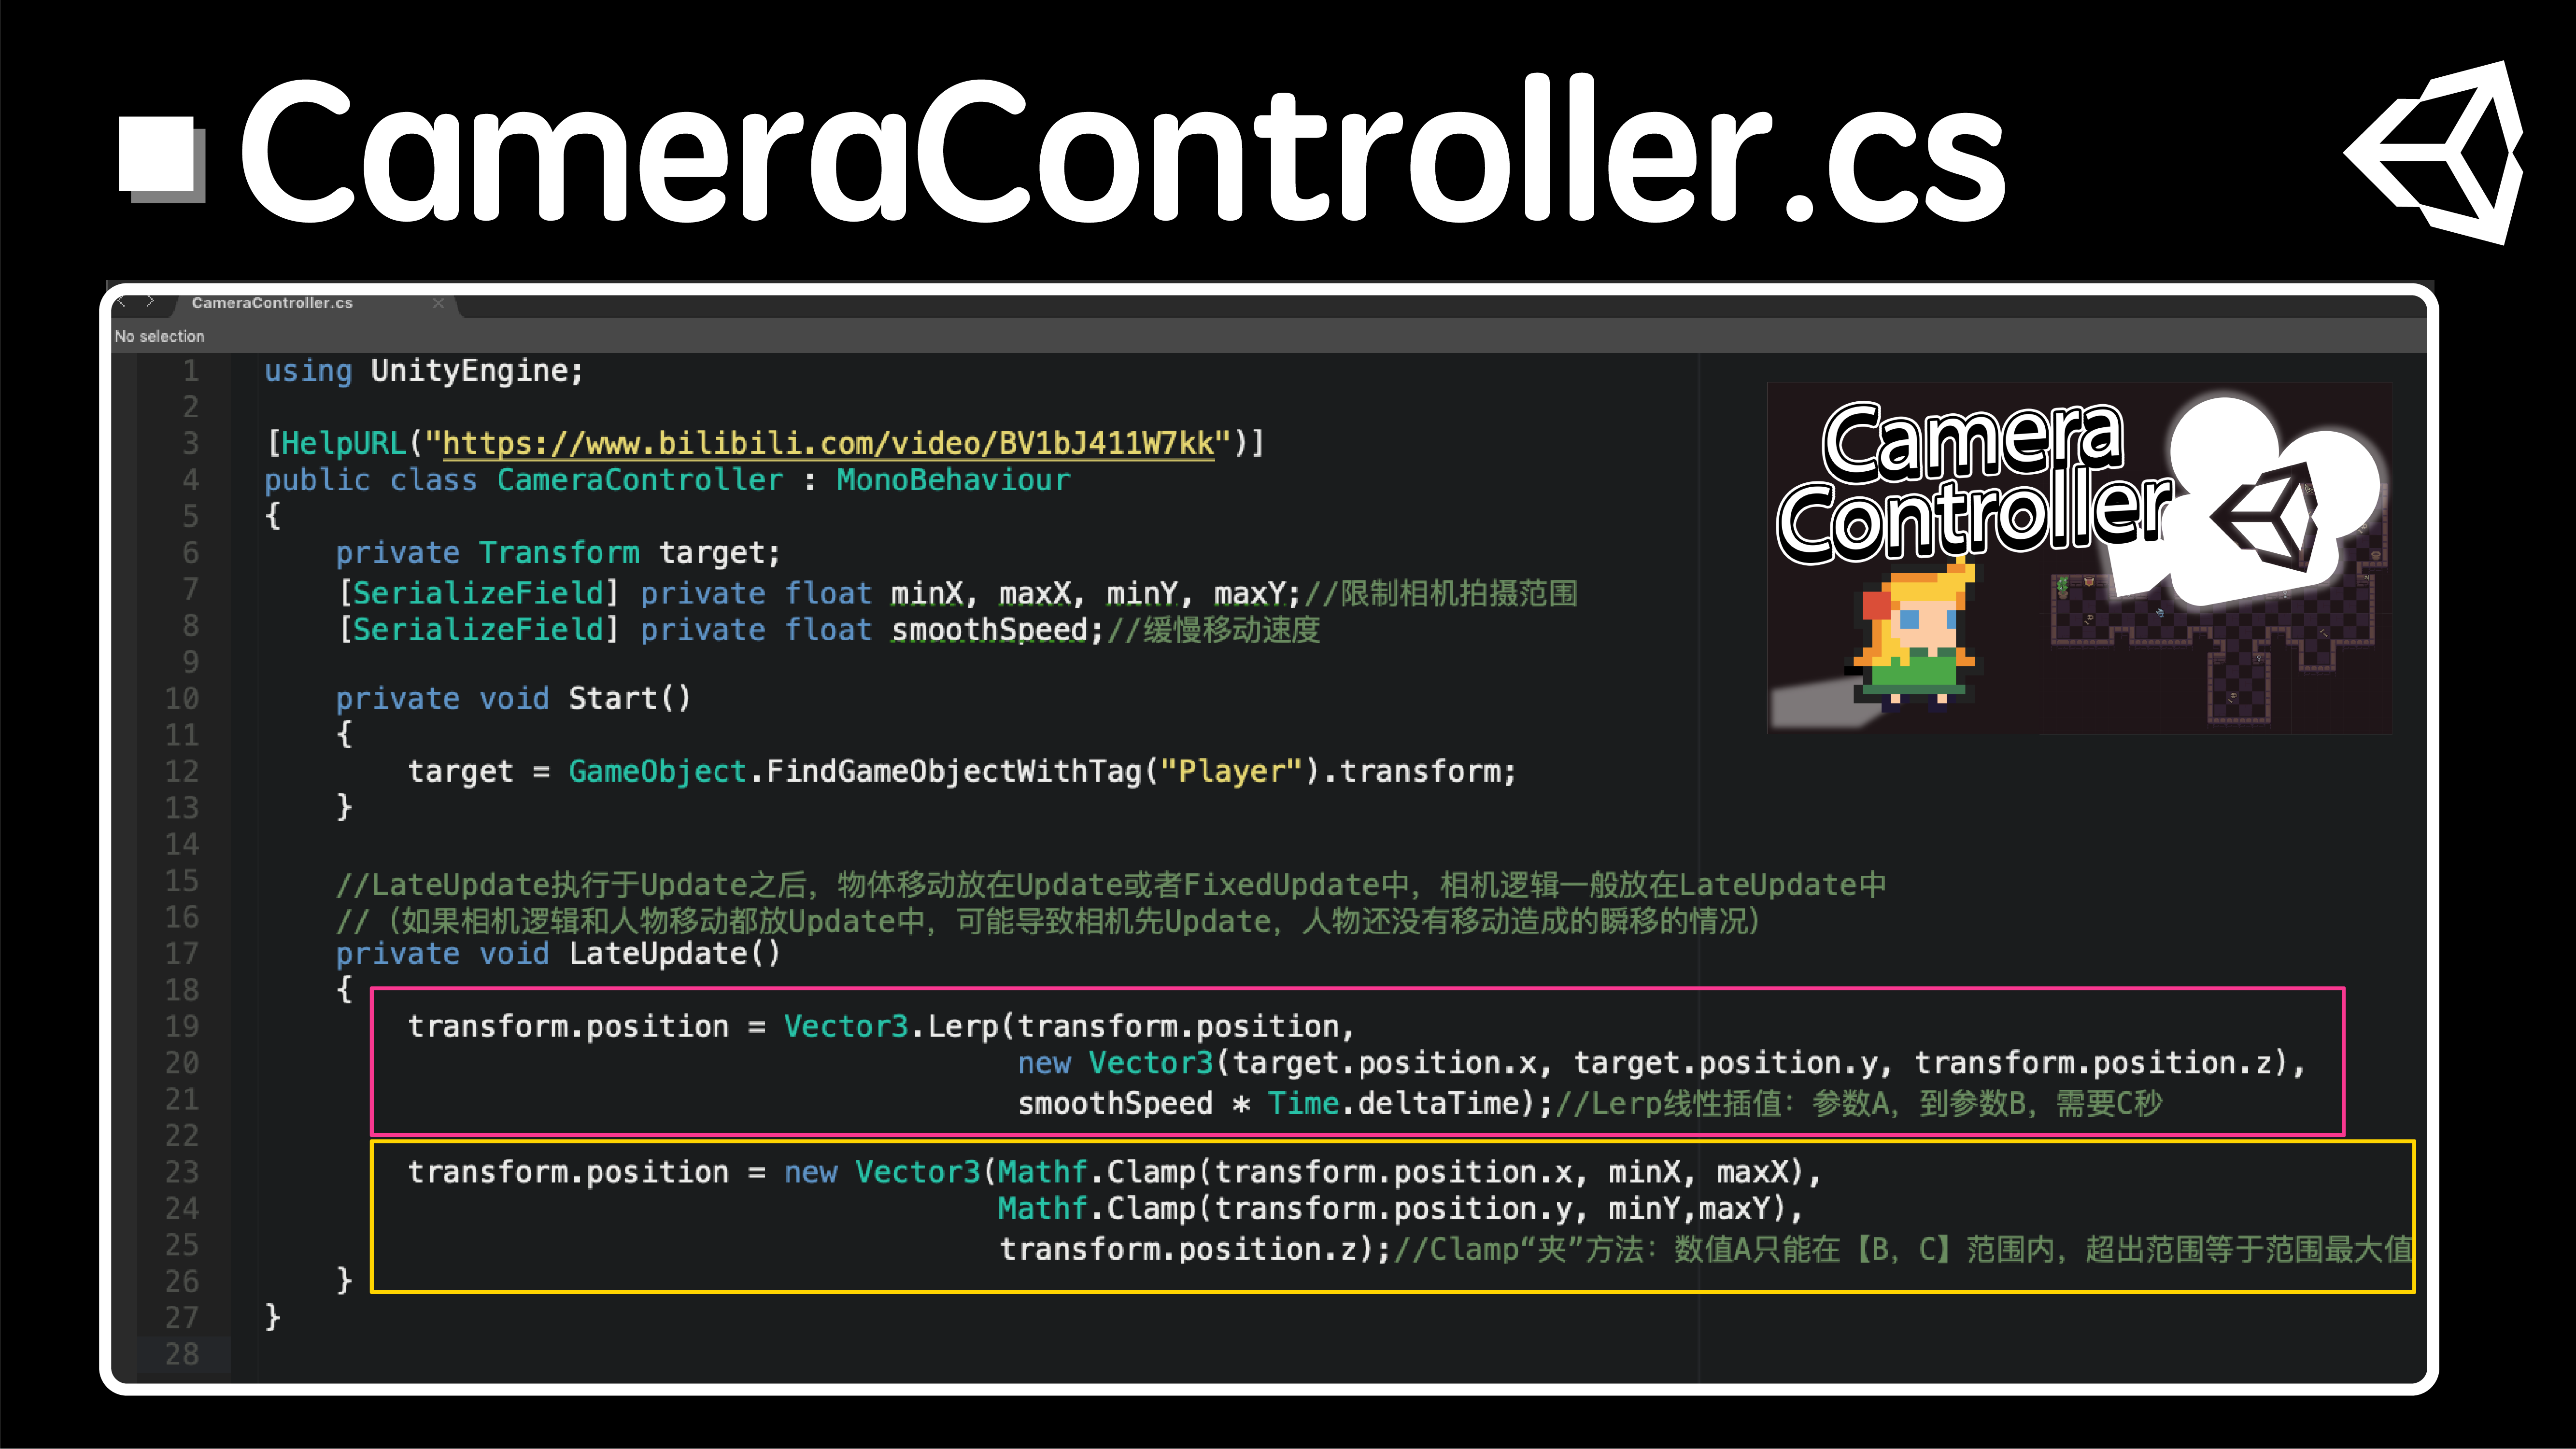 CameraController.cs
CameraController.cs
No selection
1 using UnityEngine;
2
3 [HelpURL("https://www.bilibili.com/video/BV1bJ411W7kk")]
4 public class CameraController : MonoBehaviour
5 {
6 private Transform target;
7 [SerializeField] private float minX, maxX, minY, maxY;//限制相机拍摄范围
8 [SerializeField] private float smoothSpeed;//缓慢移动速度
9
10 private void Start()
11 {
12 target = GameObject.FindGameObjectWithTag("Player").transform;
13 }
14
15 //LateUpdate执行于Update之后，物体移动放在Update或者FixedUpdate中，相机逻辑一般放在LateUpdate中
16 //（如果相机逻辑和人物移动都放Update中，可能导致相机先Update，人物还没有移动造成的瞬移的情况）
17 private void LateUpdate()
18 {
19 transform.position = Vector3.Lerp(transform.position,
20 new Vector3(target.position.x, target.position.y, transform.position.z),
21 smoothSpeed * Time.deltaTime);//Lerp线性插值：参数A，到参数B，需要C秒
22
23 transform.position = new Vector3(Mathf.Clamp(transform.position.x, minX, maxX),
24 Mathf.Clamp(transform.position.y, minY,maxY),
25 transform.position.z);//Clamp“夹”方法：数值A只能在【B，C】范围内，超出范围等于范围最大值
26 }
27 }
28
Camera
Controller